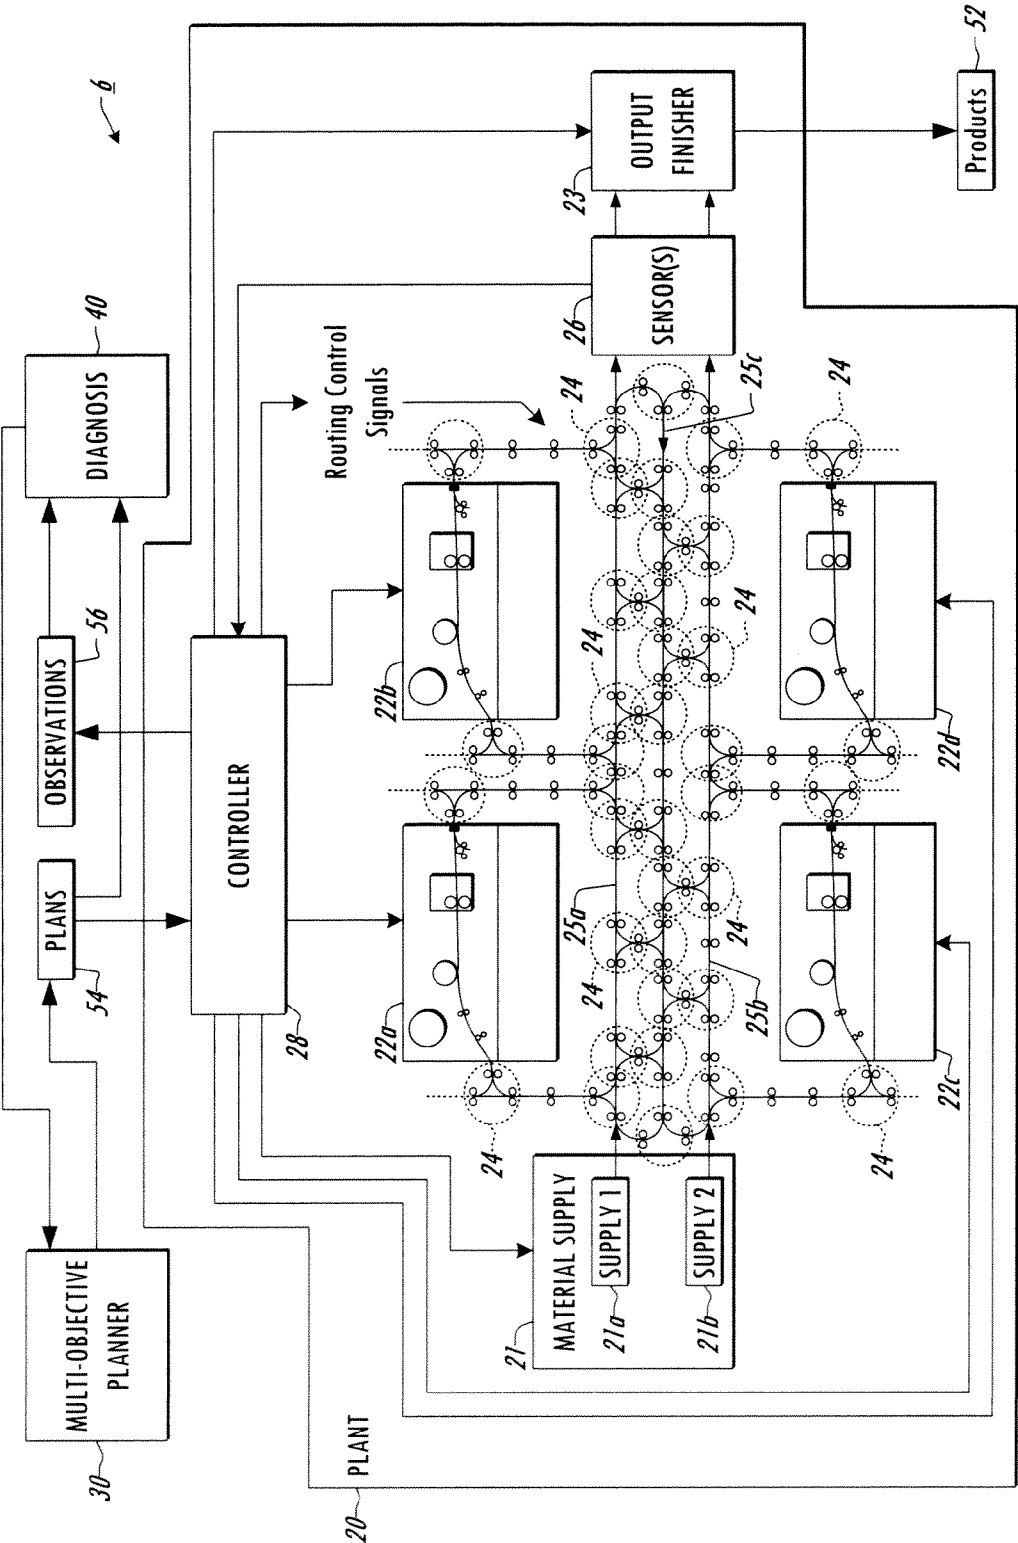 6
30
MULTI-OBJECTIVE
PLANNER
54
PLANS
OBSERVATIONS
56
DIAGNOSIS
40
20
PLANT
28
CONTROLLER
Routing Control
Signals
22a
22b
24
24
21
MATERIAL SUPPLY
21a
SUPPLY 1
21b
SUPPLY 2
24
25a
24
25b
24
24
25c
26
SENSOR(S)
23
OUTPUT
FINISHER
Products
52
24
22c
22d
24